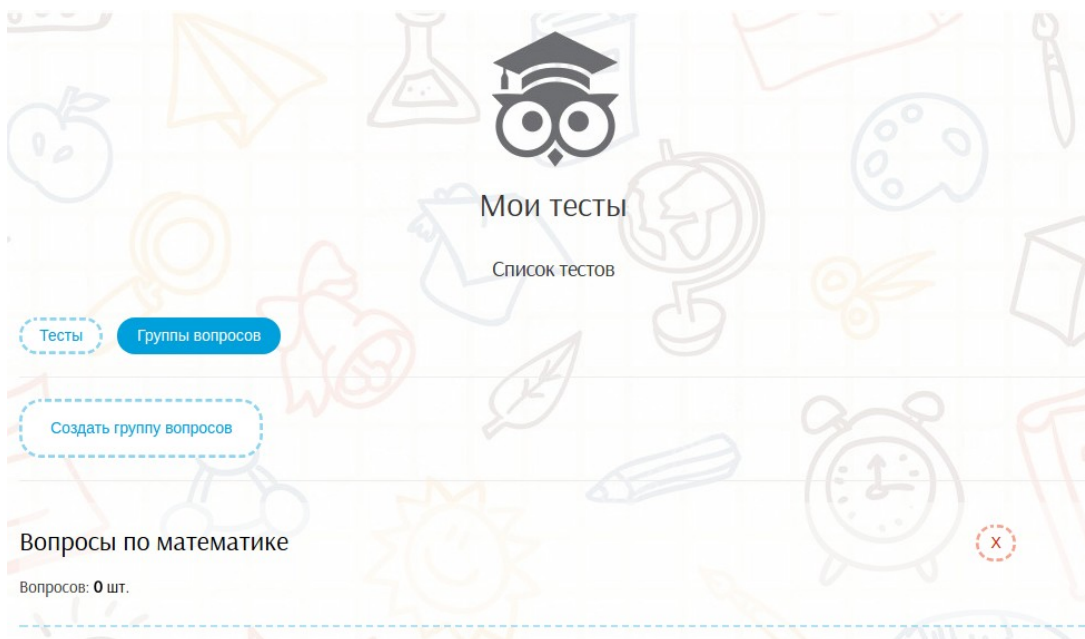 Мои тесты
Список тестов
Тесты Группы вопросов
Создать группу вопросов
Вопросы по математике X
Вопросов: 0 шт.